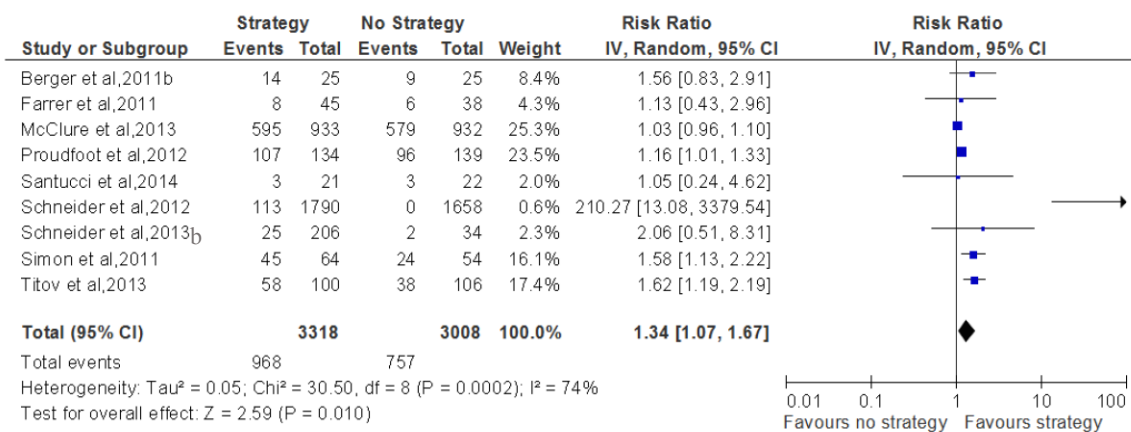 Strategy No Strategy Risk Ratio Risk Ratio
Study or Subgroup Events Total Events Total Weight IV, Random, 95% CI IV, Random, 95% CI
Berger et al,2011b 14 25 9 25 8.4% 1.56 [0.83, 2.91]
Farrer et al,2011 8 45 6 38 4.3% 1.13 [0.43, 2.96]
McClure et al,2013 595 933 579 932 25.3% 1.03 [0.96, 1.10]
Proudfoot et al,2012 107 134 96 139 23.5% 1.16 [1.01, 1.33]
Santucci et al,2014 3 21 3 22 2.0% 1.05 [0.24, 4.62]
Schneider et al,2012 113 1790 0 1658 0.6% 210.27 [13.08, 3379.54]
Schneider et al,2013b 25 206 2 34 2.3% 2.06 [0.51, 8.31]
Simon et al,2011 45 64 24 54 16.1% 1.58 [1.13, 2.22]
Titov et al,2013 58 100 38 106 17.4% 1.62 [1.19, 2.19]
Total (95% CI) 3318 3008 100.0% 1.34 [1.07, 1.67]
Total events 968 757
Heterogeneity: Tau² = 0.05; Chi² = 30.50, df = 8 (P = 0.0002); I² = 74%
Test for overall effect: Z = 2.59 (P = 0.010)
0.01 0.1 1 10 100
Favours no strategy Favours strategy